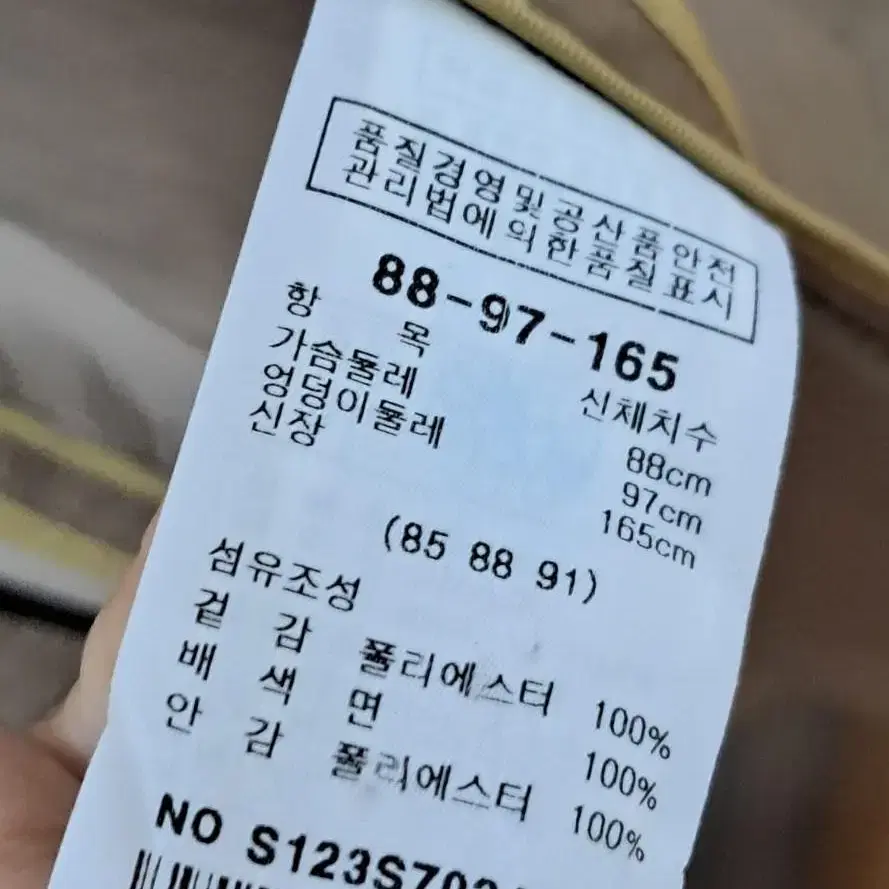 품질경영및공산품안전
관리법에의한품질표시
88-97-165
항 목 신체치수
가슴둘레 88cm
엉덩이둘레 97cm
신장 165cm
(85 88 91)
섬유조성
겉 감 폴리에스터 100%
배 색 면 100%
안 감 폴리에스터 100%
NO